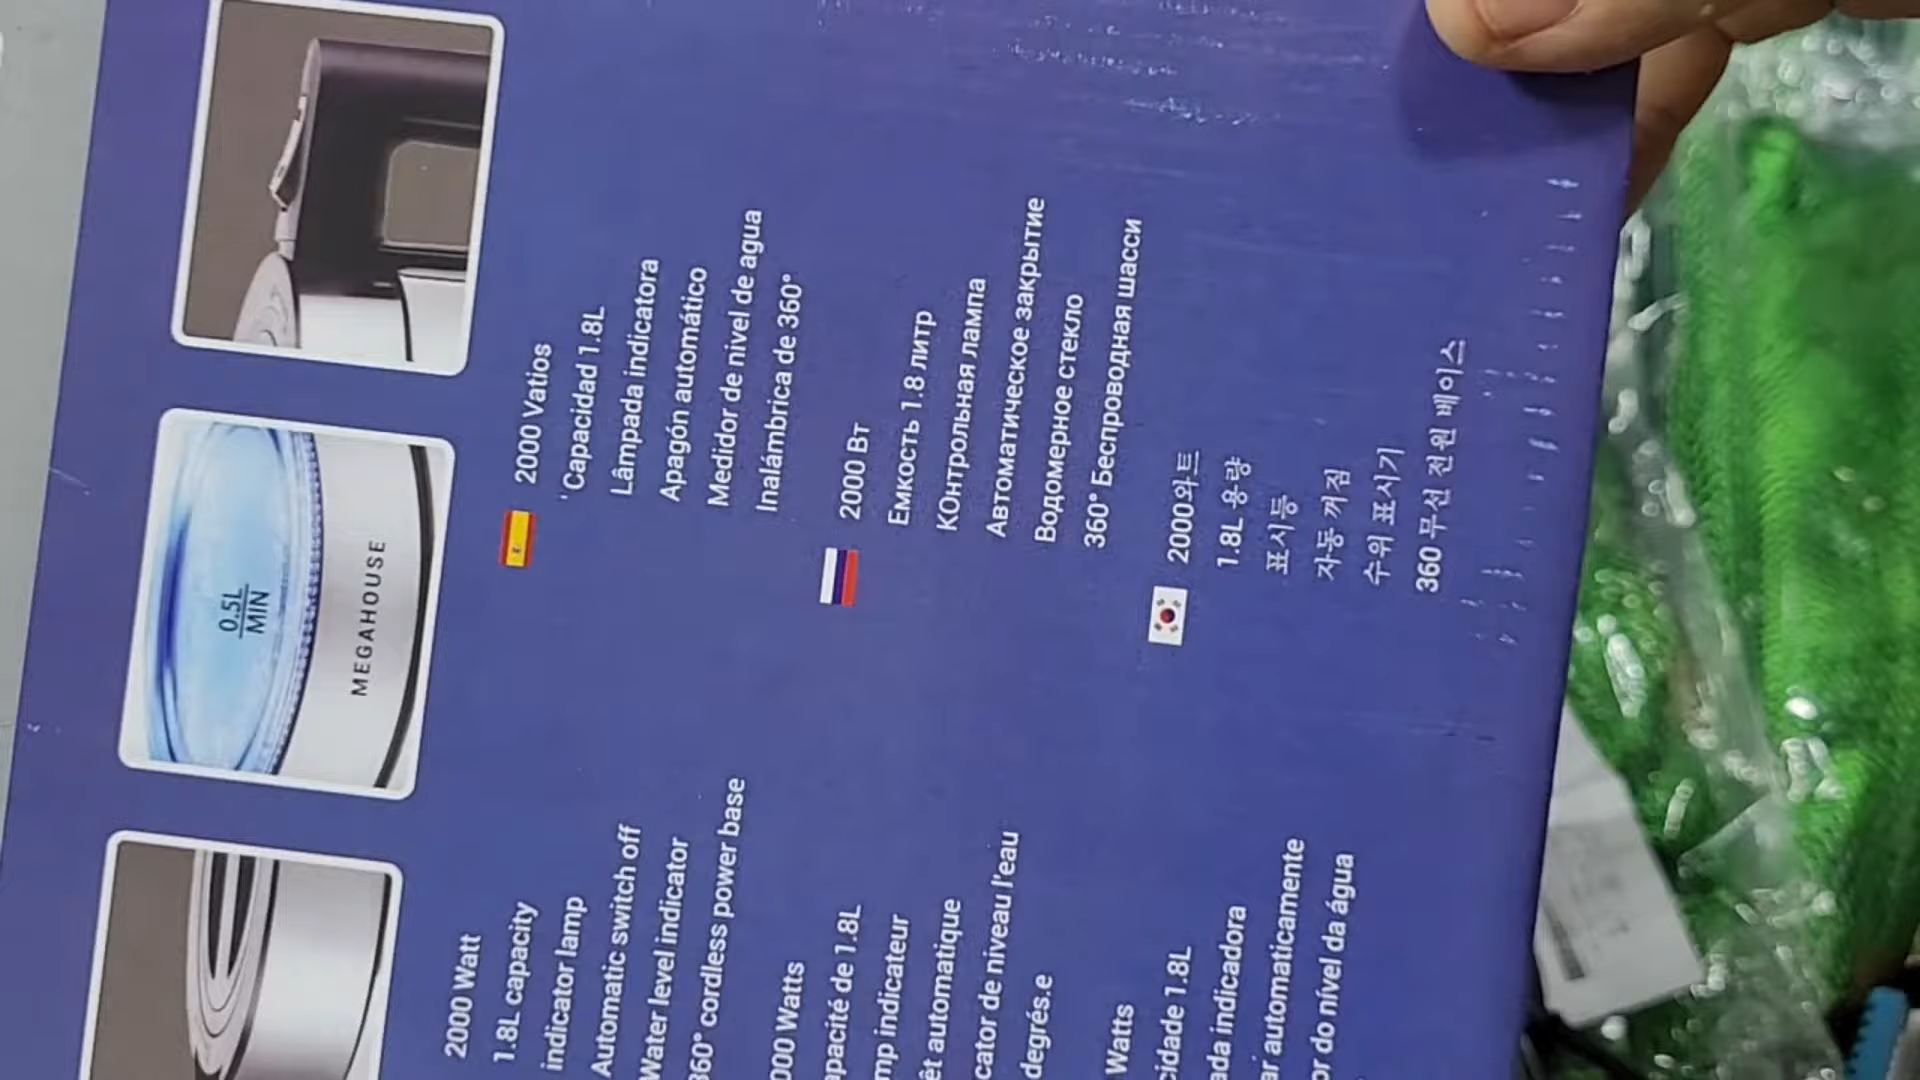 0.5L
MIN
MEGAHOUSE
2000 Watt
1.8L capacity
indicator lamp
Automatic switch off
Water level indicator
360° cordless power base
2000 Vatios
Capacidad 1.8L
Lâmpada indicatora
Apagón automático
Medidor de nivel de agua
Inalámbrica de 360°
000 Watts
apacité de 1.8L
mp indicateur
êt automatique
cator de niveau l'eau
degrés.e
2000 Вт
Емкость 1.8 литр
КОнтрольная лампа
Автоматическое закрытие
Водомерное стекло
360° Беспроводная шасси
Watts
cidade 1.8L
ada indicadora
ar automaticamente
or do nível da água
2000와트
1.8L 용량
표시등
자동 꺼짐
수위 표시기
360 무선 전원 베이스